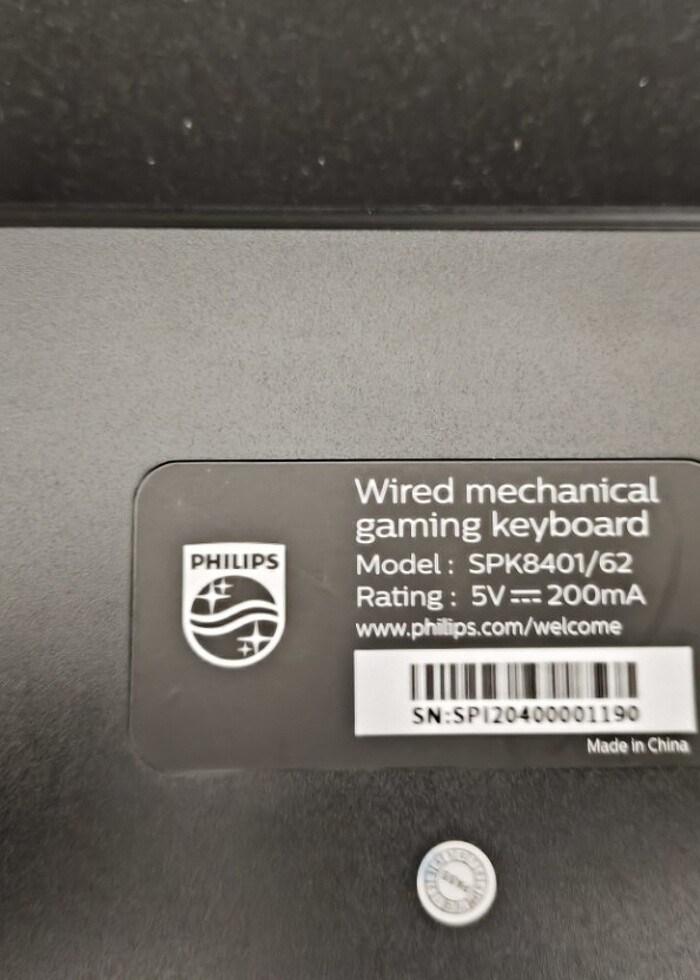 Wired mechanical
gaming keyboard
PHILIPS
Model : SPK8401/62
Rating : 5V ⎓ 200mA
www.philips.com/welcome
SN:SPI20400001190
Made in China